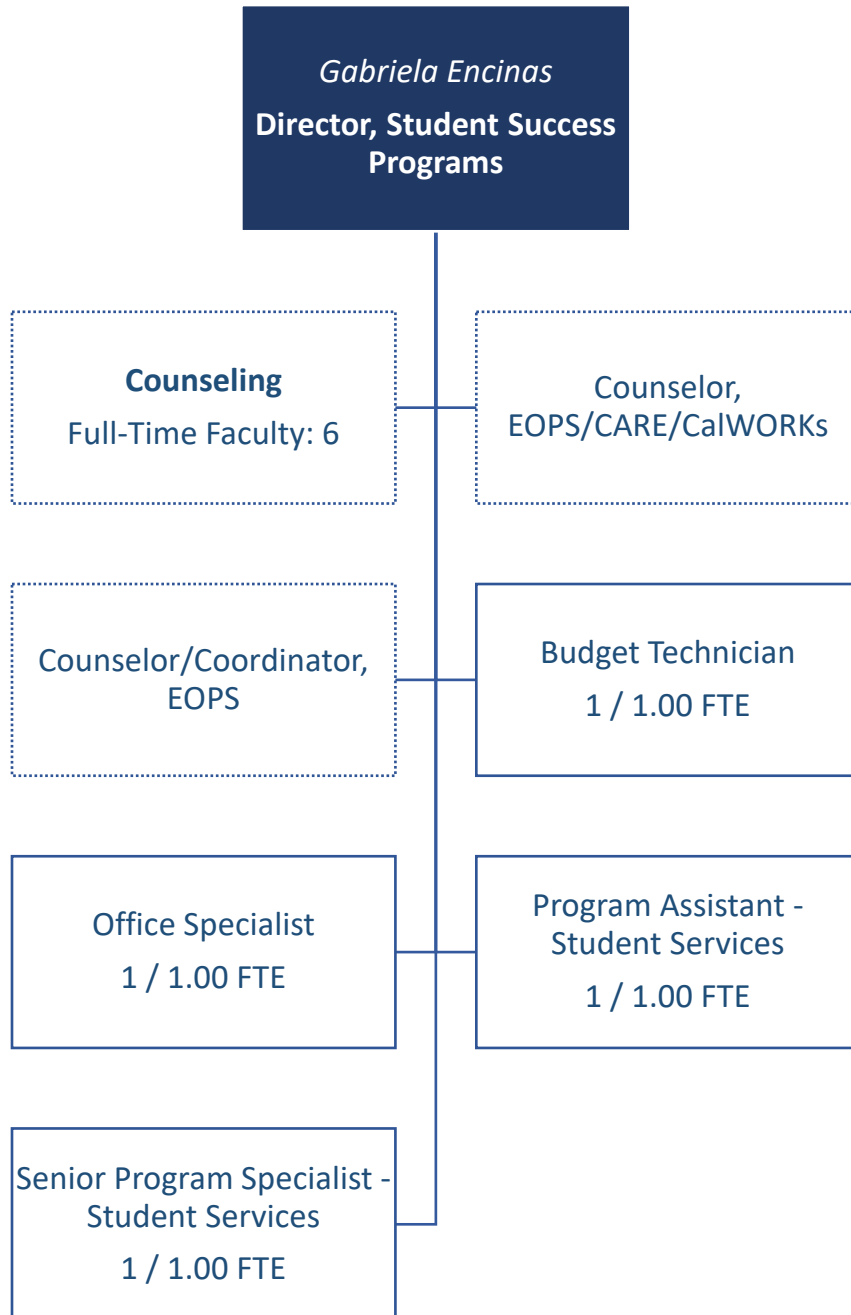 Gabriela Encinas
Director, Student Success
Programs
Counseling
Full-Time Faculty: 6
Counselor,
EOPS/CARE/CalWORKs
Counselor/Coordinator,
EOPS
Budget Technician
1 / 1.00 FTE
Office Specialist
1 / 1.00 FTE
Program Assistant -
Student Services
1 / 1.00 FTE
Senior Program Specialist -
Student Services
1 / 1.00 FTE